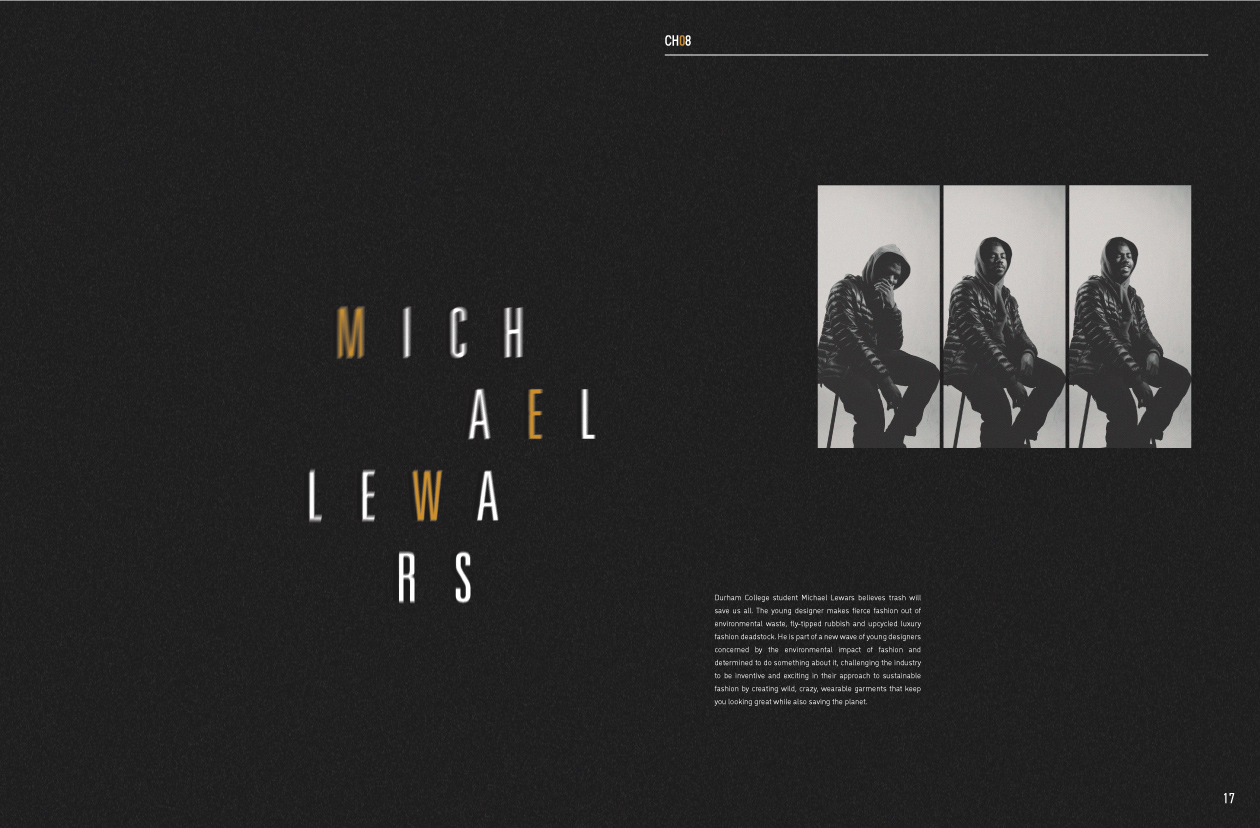 CH08
M I C H
A E L
L E W A
R S
Durham College student Michael Lewars believes trash will
save us all. The young designer makes fierce fashion out of
environmental waste, fly-tipped rubbish and upcycled luxury
fashion deadstock. He is part of a new wave of young designers
concerned by the environmental impact of fashion and
determined to do something about it, challenging the industry
to be inventive and exciting in their approach to sustainable
fashion by creating wild, crazy, wearable garments that keep
you looking great while also saving the planet.
17